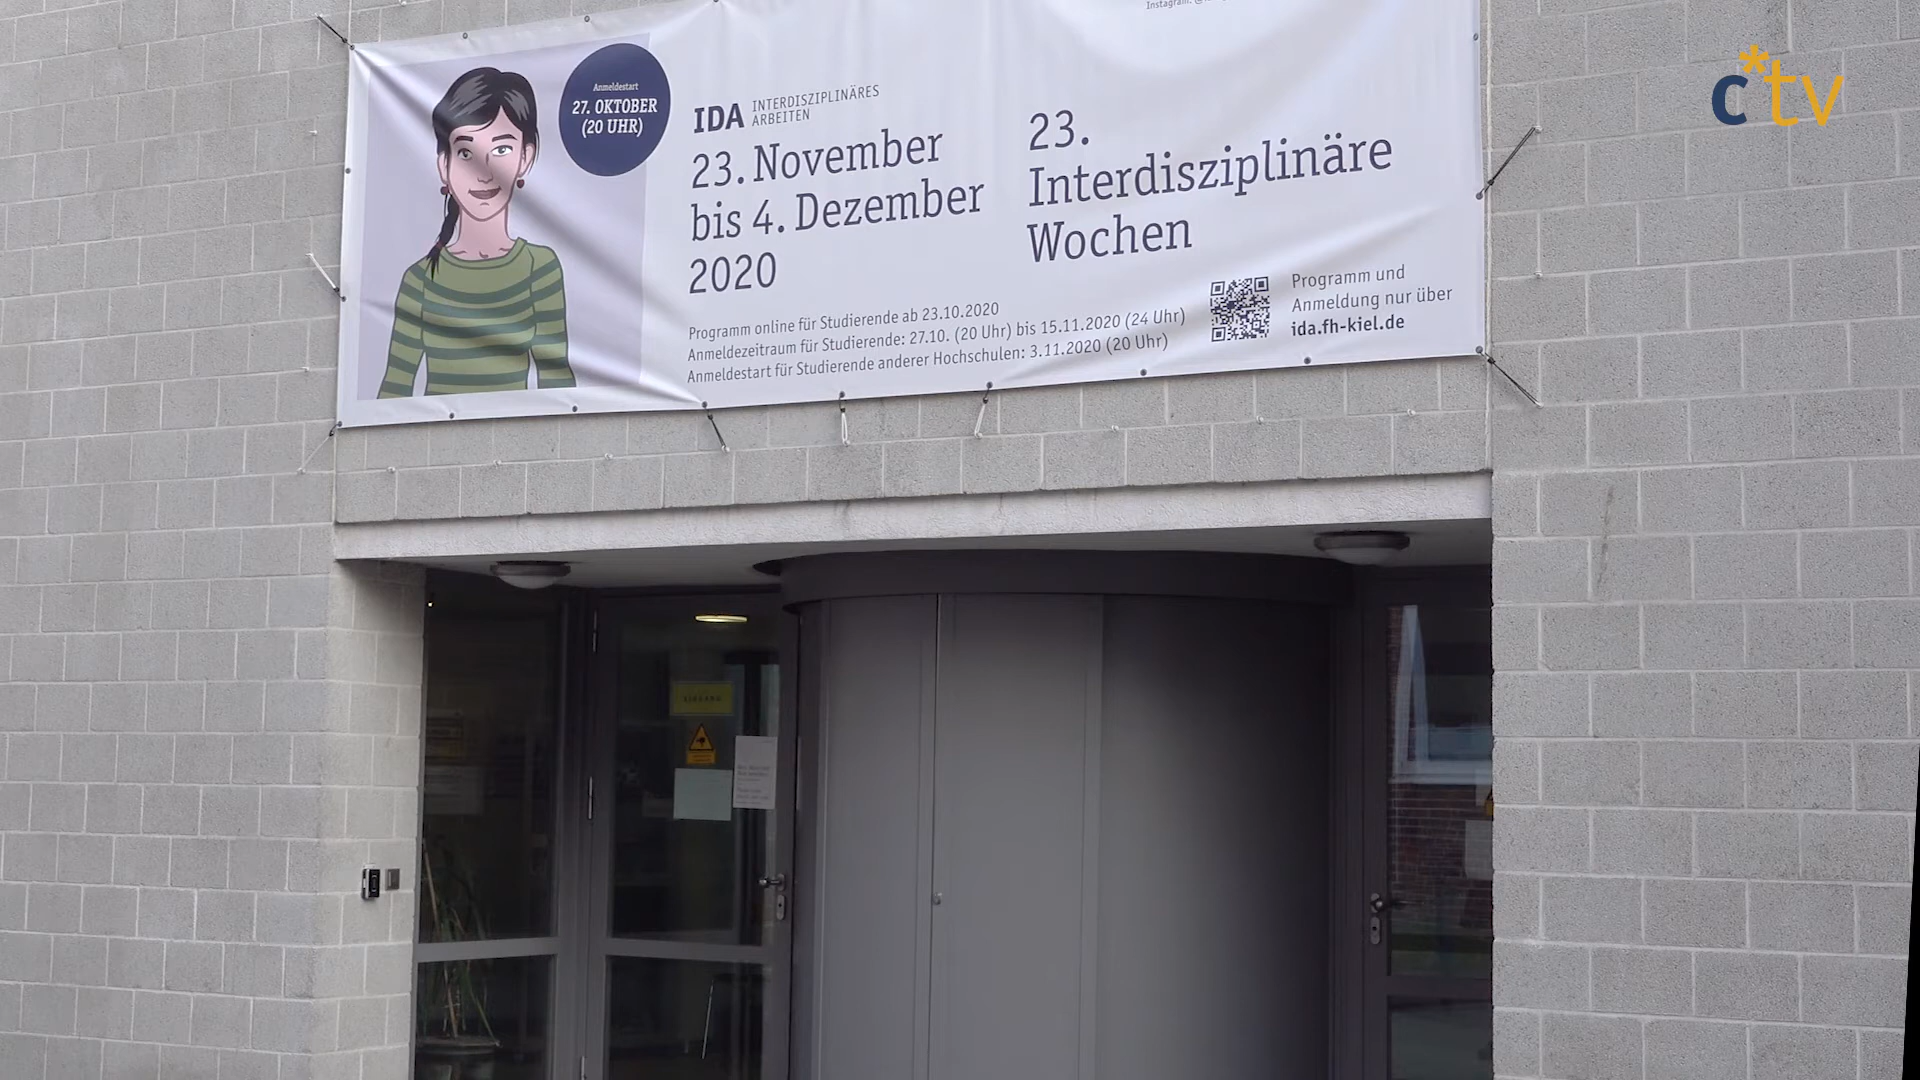 Instagram:
c*tv
Anmeldestart
27. OKTOBER
(20 UHR)
IDA INTERDISZIPLINÄRES
ARBEITEN
23. November
bis 4. Dezember
2020
23.
Interdisziplinäre
Wochen
Programm online für Studierende ab 23.10.2020
Anmeldezeitraum für Studierende: 27.10. (20 Uhr) bis 15.11.2020 (24 Uhr)
Anmeldestart für Studierende anderer Hochschulen: 3.11.2020 (20 Uhr)
Programm und
Anmeldung nur über
ida.fh-kiel.de
EINGANG